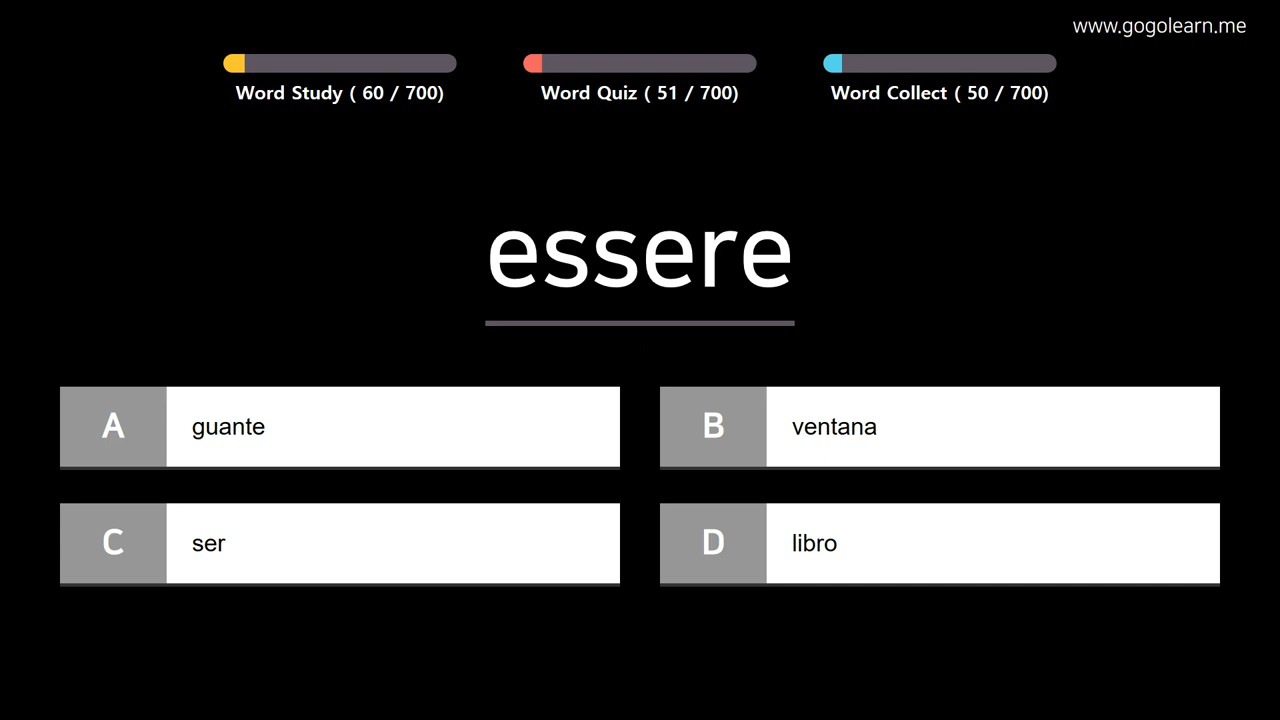 www.gogolearn.me
Word Study ( 60 / 700)
Word Quiz ( 51 / 700)
Word Collect ( 50 / 700)
essere
A guante
B ventana
C ser
D libro